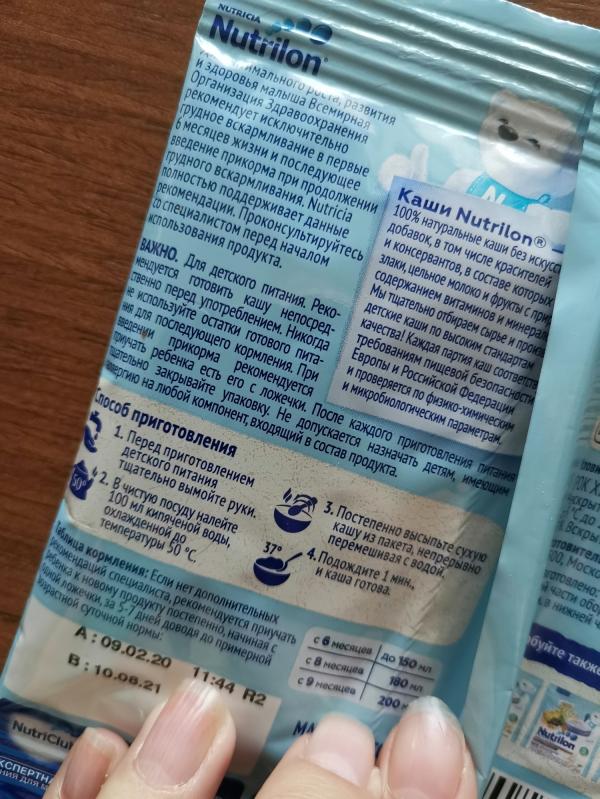 NUTRICIA
Nutrilon®
роста, развития
и здоровья малыша Всемирная
Организация Здравоохранения
рекомендует исключительно
грудное вскармливание в первые
6 месяцев жизни и последующее
введение прикорма при продолжении
грудного вскармливания. Nutricia
полностью поддерживает данные
рекомендации. Проконсультируйтесь
со специалистом перед началом
использования продукта.
Каши Nutrilon®
100% натуральные каши без
добавок, в том числе красителей
и консервантов, в составе которых
злаки, цельное молоко и фрукты с
содержанием витаминов и
Мы тщательно отбираем сырье и
детские каши по высоким стандартам
качества! Каждая партия каш
требованиям пищевой безопасности
Европы и Российской Федерации
и проверяется по физико-химическим
и микробиологическим параметрам.
ВАЖНО. Для детского питания. Реко-
мендуется готовить кашу непосред-
ственно перед употреблением. Никогда
не используйте остатки готового пита-
ния для последующего кормления. При
введении прикорма рекомендуется
приучать ребенка есть его с ложечки. После каждого приготовления питания
тщательно закрывайте упаковку. Не допускается назначать детям, имеющим
аллергию на любой компонент, входящий в состав продукта.
Способ приготовления
1. Перед приготовлением
детского питания
тщательно вымойте руки.
50°
2. В чистую посуду налейте
100 мл кипяченой воды,
охлажденной до
температуры 50 °C.
3. Постепенно высыпьте сухую
кашу из пакета, непрерывно
перемешивая с водой.
37°
4. Подождите 1 мин.,
и каша готова.
Таблица кормления: Если нет дополнительных
рекомендаций специалиста, рекомендуется приучать
ребенка к новому продукту постепенно, начиная с
ложечки, за 5-7 дней доводя до примерной
возрастной суточной нормы:
с 6 месяцев до 150 мл
с 8 месяцев 180 мл
с 9 месяцев 200
A : 09.02.20 11:44 R2
B : 10.08.21
NutriClub
Nutrilon